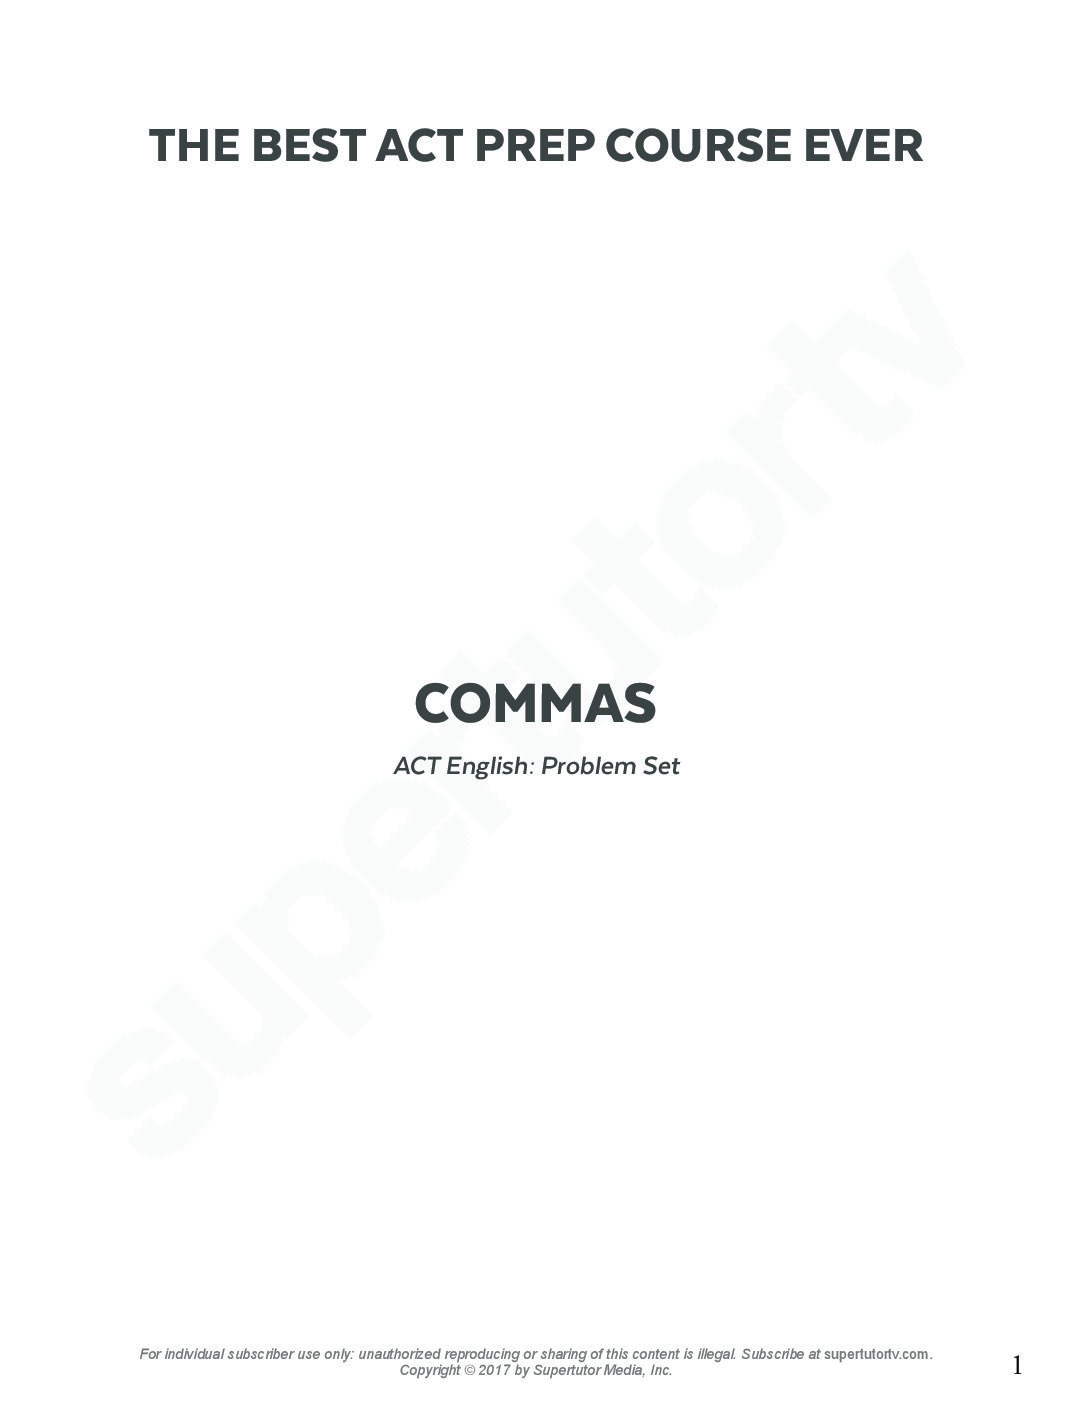 THE BEST ACT PREP COURSE EVER
supertutortv
COMMAS
ACT English: Problem Set
For individual subscriber use only: unauthorized reproducing or sharing of this content is illegal. Subscribe at supertutortv.com.
Copyright © 2017 by Supertutor Media, Inc.
1